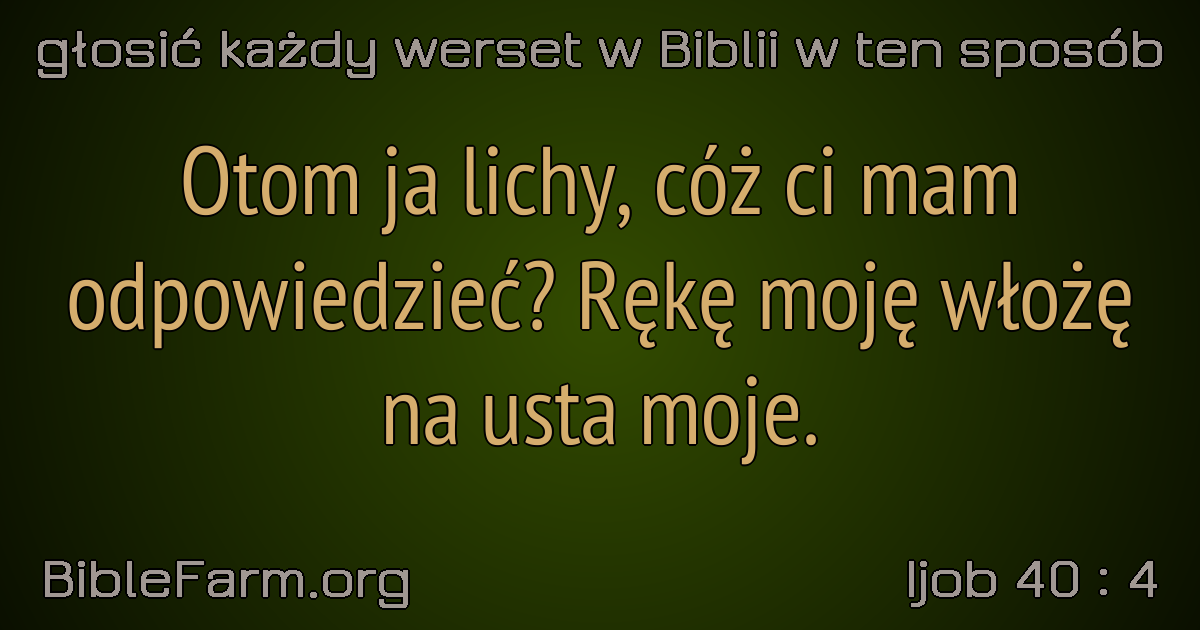 głosić każdy werset w Biblii w ten sposób
Otom ja lichy, cóż ci mam
odpowiedzieć? Rękę moję włożę
na usta moje.
BibleFarm.org
Ijob 40 : 4